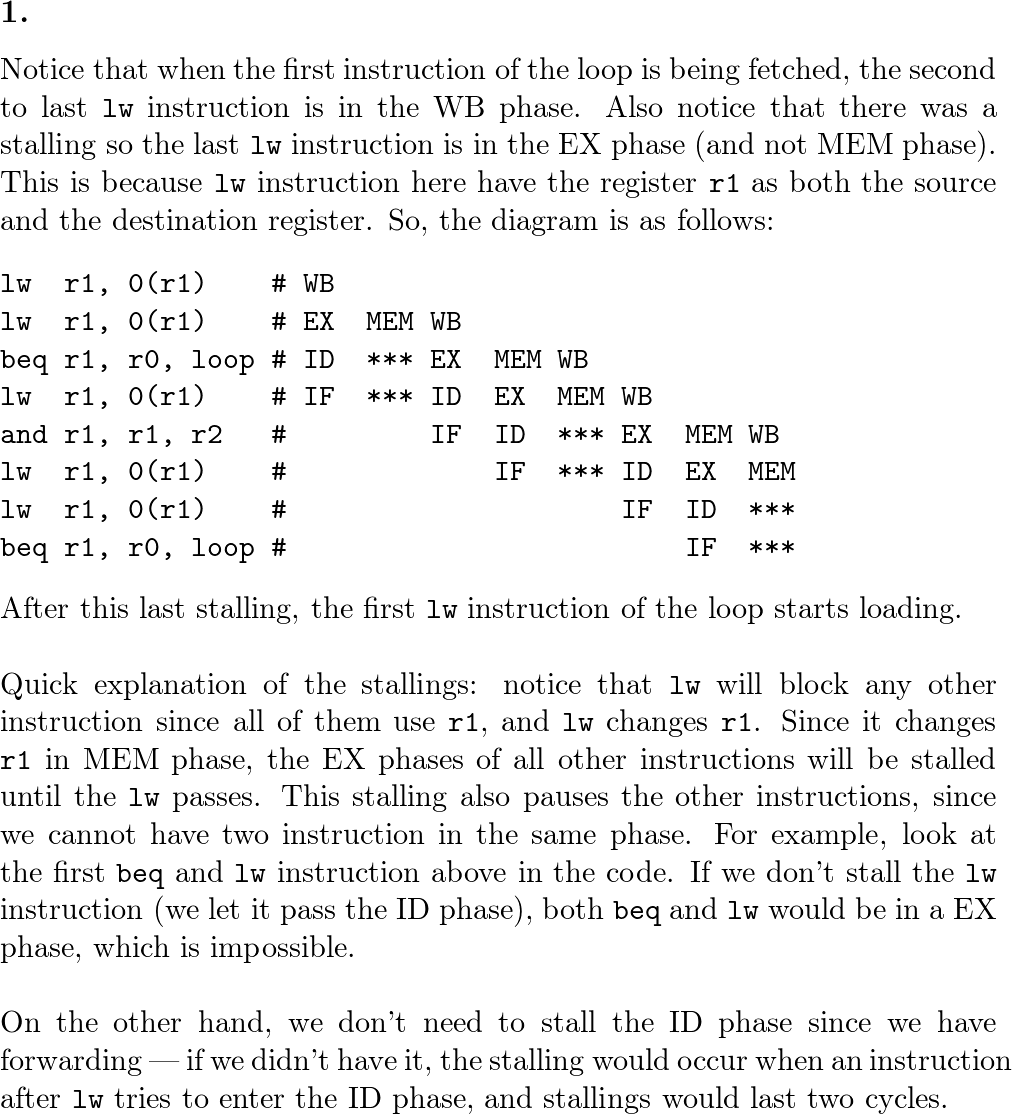 1.
Notice that when the first instruction of the loop is being fetched, the second
to last lw instruction is in the WB phase. Also notice that there was a
stalling so the last lw instruction is in the EX phase (and not MEM phase).
This is because lw instruction here have the register r1 as both the source
and the destination register. So, the diagram is as follows:
lw  r1, 0(r1)    # WB
lw  r1, 0(r1)    # EX  MEM WB
beq r1, r0, loop # ID  *** EX  MEM WB
lw  r1, 0(r1)    # IF  *** ID  EX  MEM WB
and r1, r1, r2   #         IF  ID  *** EX  MEM WB
lw  r1, 0(r1)    #             IF  *** ID  EX  MEM
lw  r1, 0(r1)    #                     IF  ID  ***
beq r1, r0, loop #                         IF  ***
After this last stalling, the first lw instruction of the loop starts loading.
Quick explanation of the stallings: notice that lw will block any other
instruction since all of them use r1, and lw changes r1. Since it changes
r1 in MEM phase, the EX phases of all other instructions will be stalled
until the lw passes. This stalling also pauses the other instructions, since
we cannot have two instruction in the same phase. For example, look at
the first beq and lw instruction above in the code. If we don't stall the lw
instruction (we let it pass the ID phase), both beq and lw would be in a EX
phase, which is impossible.
On the other hand, we don't need to stall the ID phase since we have
forwarding — if we didn't have it, the stalling would occur when an instruction
after lw tries to enter the ID phase, and stallings would last two cycles.